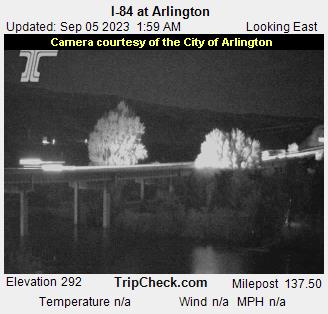 I-84 at Arlington
Updated: Sep 05 2023 1:59 AM Looking East
Camera courtesy of the City of Arlington
Elevation 292 TripCheck.com Milepost 137.50
Temperature n/a Wind n/a MPH n/a